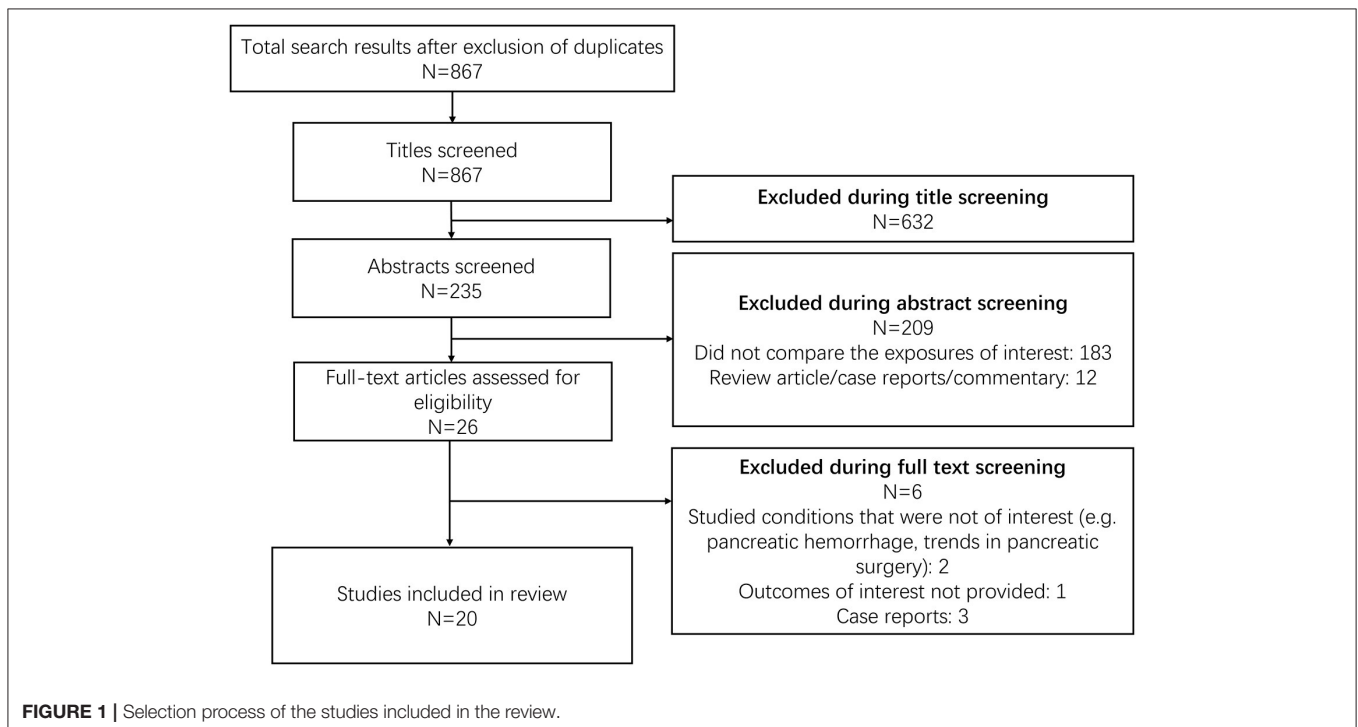 Total search results after exclusion of duplicates
N=867
Titles screened
N=867
Excluded during title screening
N=632
Abstracts screened
N=235
Excluded during abstract screening
N=209
Did not compare the exposures of interest: 183
Review article/case reports/commentary: 12
Full-text articles assessed for
eligibility
N=26
Excluded during full text screening
N=6
Studied conditions that were not of interest (e.g.
pancreatic hemorrhage, trends in pancreatic
surgery): 2
Outcomes of interest not provided: 1
Case reports: 3
Studies included in review
N=20
FIGURE 1 | Selection process of the studies included in the review.